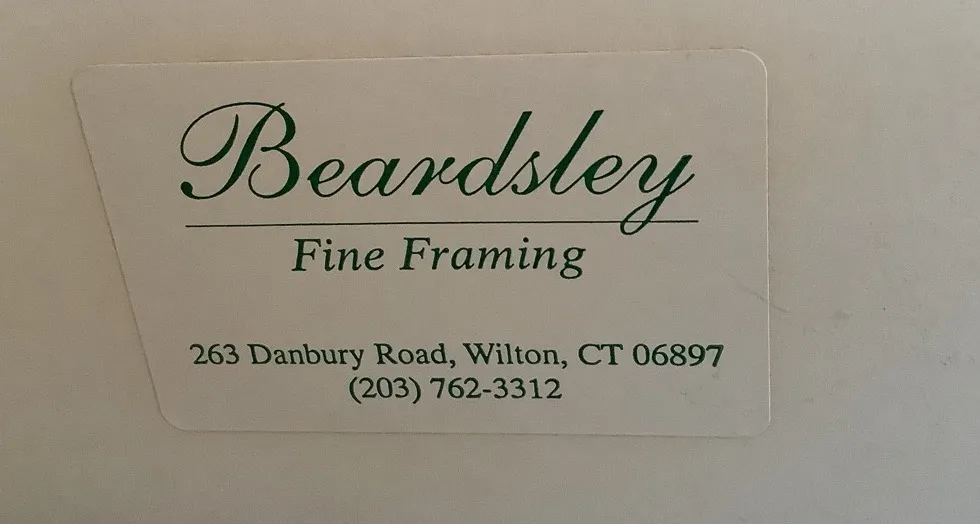 Beardsley
Fine Framing
263 Danbury Road, Wilton, CT 06897
(203) 762-3312